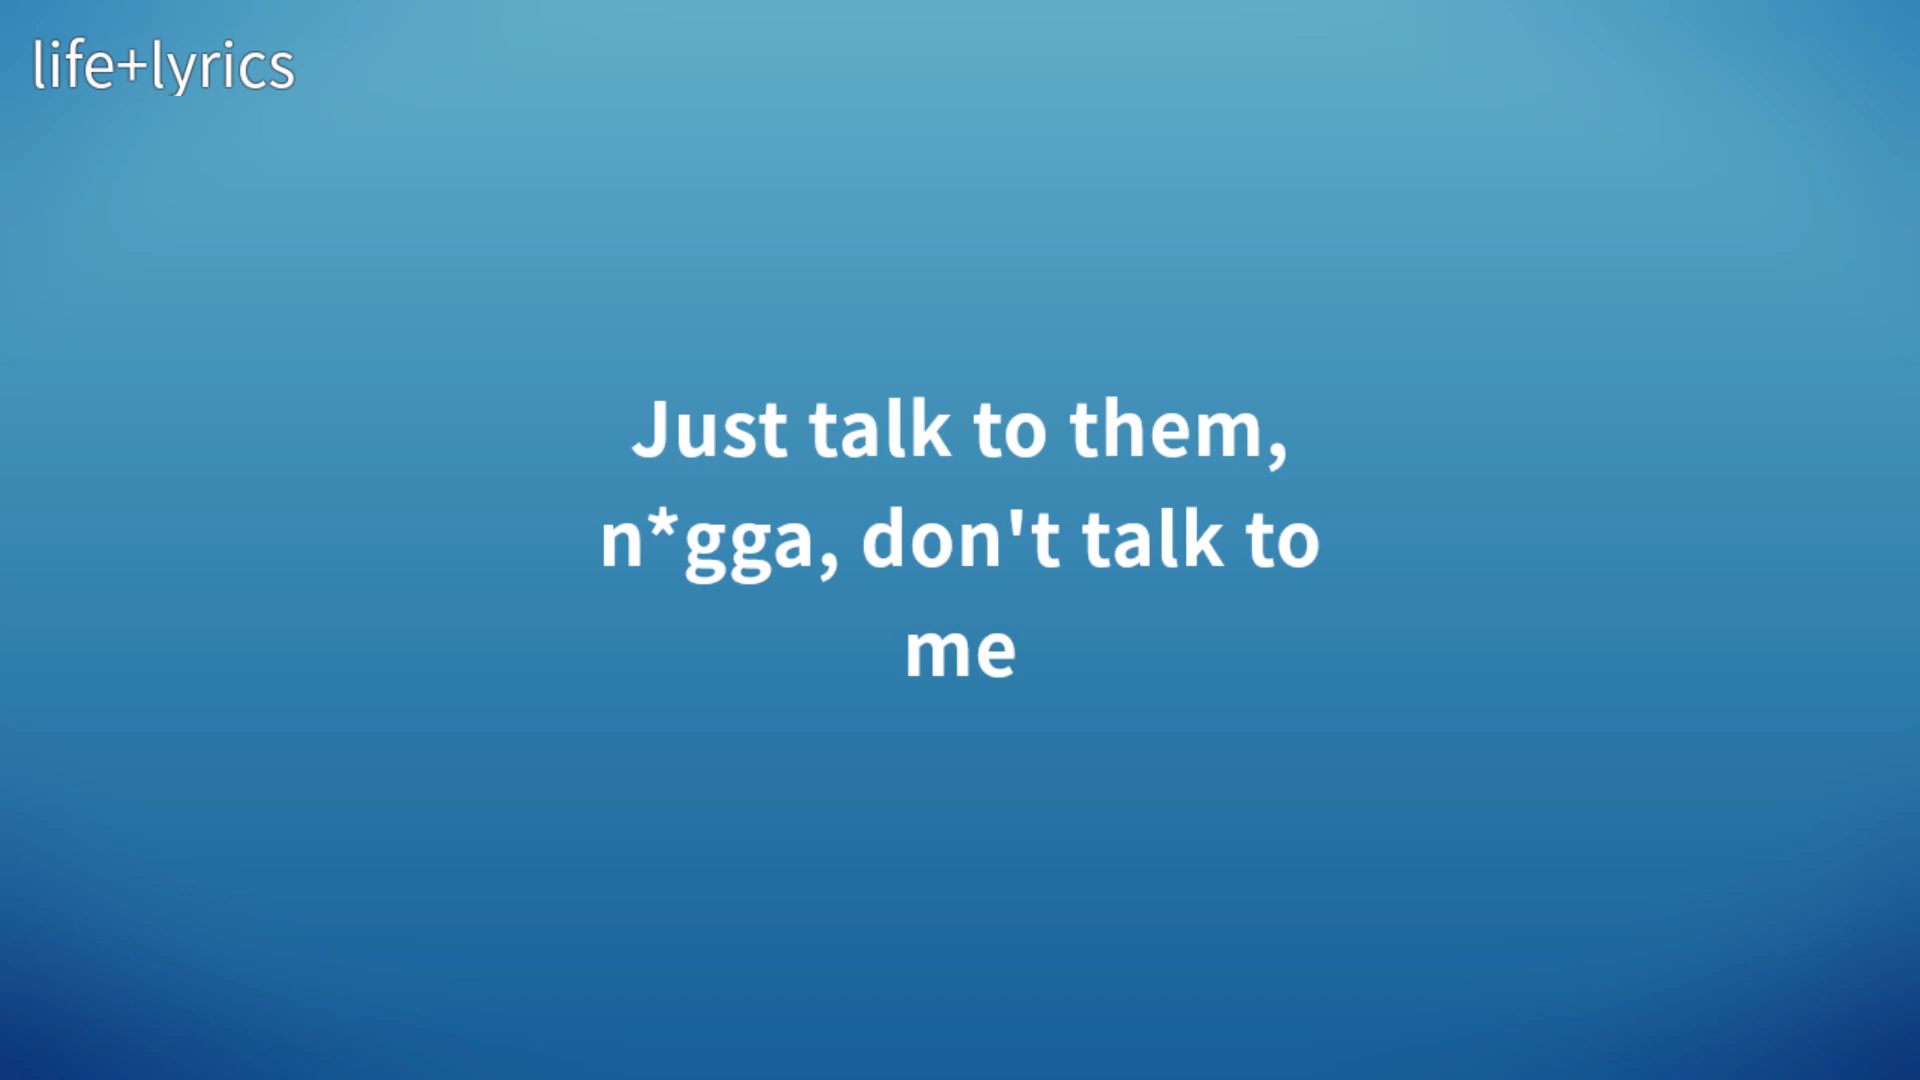 life+lyrics
Just talk to them,
n*gga, don't talk to
me